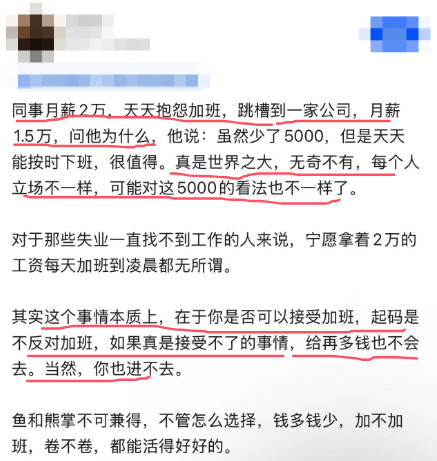 同事月薪2万，天天抱怨加班，跳槽到一家公司，月薪
1.5万，问他为什么，他说：虽然少了5000，但是天天
能按时下班，很值得。真是世界之大，无奇不有，每个人
立场不一样，可能对这5000的看法也不一样了。
对于那些失业一直找不到工作的人来说，宁愿拿着2万的
工资每天加班到凌晨都无所谓。
其实这个事情本质上，在于你是否可以接受加班，起码是
不反对加班，如果真是接受不了的事情，给再多钱也不会
去。当然，你也进不去。
鱼和熊掌不可兼得，不管怎么选择，钱多钱少，加不加
班，卷不卷，都能活得好好的。